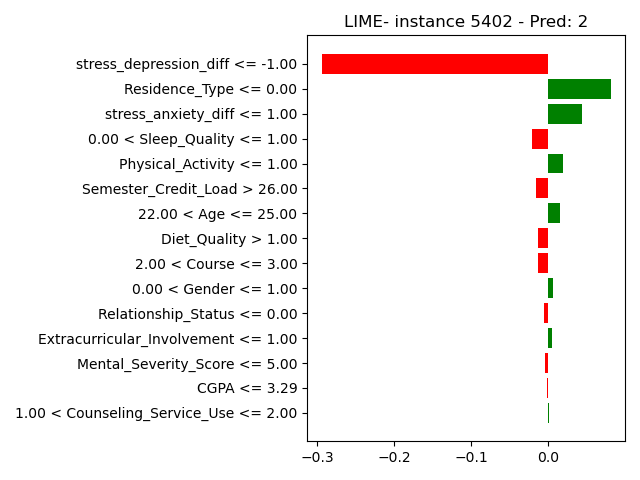 LIME- instance 5402 - Pred: 2
stress_depression_diff <= -1.00
Residence_Type <= 0.00
stress_anxiety_diff <= 1.00
0.00 < Sleep_Quality <= 1.00
Physical_Activity <= 1.00
Semester_Credit_Load > 26.00
22.00 < Age <= 25.00
Diet_Quality > 1.00
2.00 < Course <= 3.00
0.00 < Gender <= 1.00
Relationship_Status <= 0.00
Extracurricular_Involvement <= 1.00
Mental_Severity_Score <= 5.00
CGPA <= 3.29
1.00 < Counseling_Service_Use <= 2.00
−0.3 −0.2 −0.1 0.0